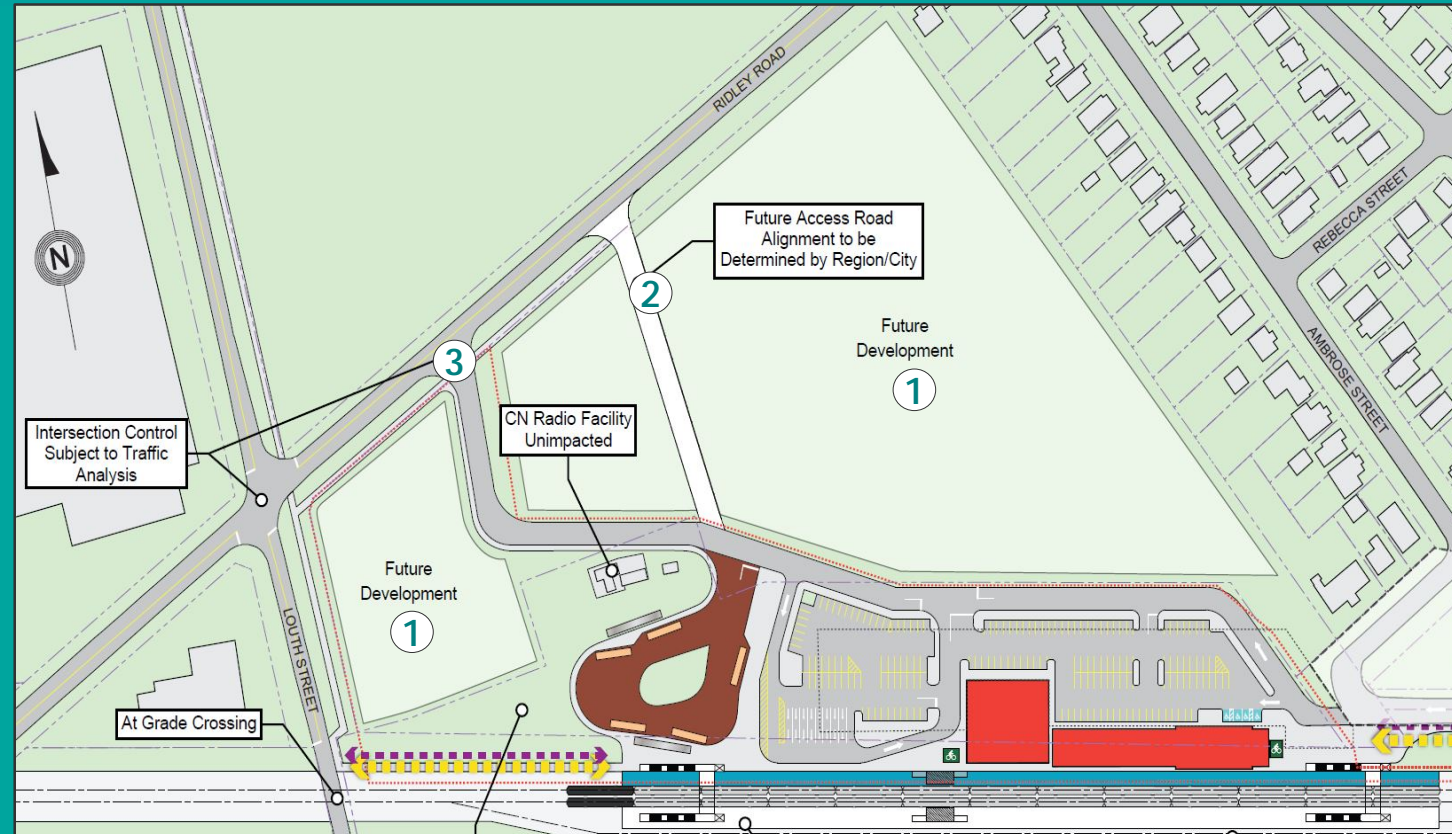 RIDLEY ROAD
REBECCA STREET
AMBROSE STREET
Future Access Road
Alignment to be
Determined by Region/City
2
N
Future
Development
1
3
CN Radio Facility
Unimpacted
Intersection Control
Subject to Traffic
Analysis
Future
Development
1
LOUTH STREET
At Grade Crossing